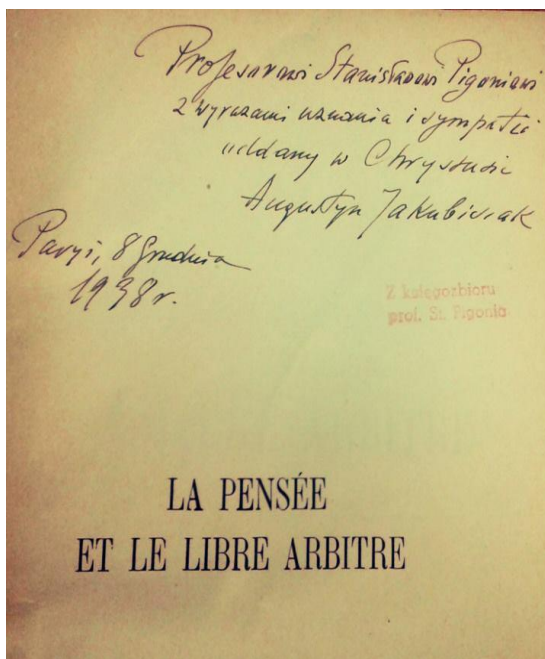 Profesorowi Stanisławowi Pigoniowi
z wyrazami uznania i sympatii
oddany w Chrystusie
Augustyn Jakubisiak
Paryż, 8 Grudnia
1938 r.
Z księgozbioru
prof. St. Pigonia
LA PENSÉE
ET LE LIBRE ARBITRE